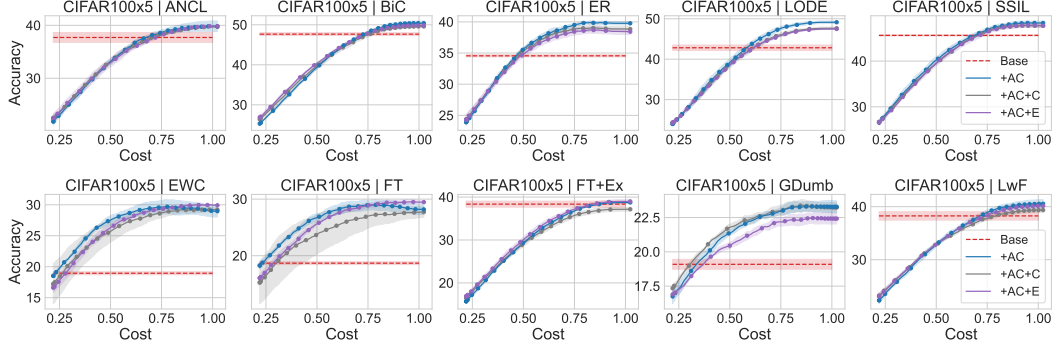 CIFAR100x5 | ANCL
CIFAR100x5 | BiC
CIFAR100x5 | ER
CIFAR100x5 | LODE
CIFAR100x5 | SSIL
Accuracy
40
30
50
40
30
40
35
30
25
50
40
30
40
30
Base
+AC
+AC+C
+AC+E
0.25 0.50 0.75 1.00
0.25 0.50 0.75 1.00
0.25 0.50 0.75 1.00
0.25 0.50 0.75 1.00
0.25 0.50 0.75 1.00
Cost
Cost
Cost
Cost
Cost
CIFAR100x5 | EWC
CIFAR100x5 | FT
CIFAR100x5 | FT+Ex
CIFAR100x5 | GDumb
CIFAR100x5 | LwF
Accuracy
30
25
20
15
30
20
40
30
20
22.5
20.0
17.5
40
30
Base
+AC
+AC+C
+AC+E
0.25 0.50 0.75 1.00
0.25 0.50 0.75 1.00
0.25 0.50 0.75 1.00
0.25 0.50 0.75 1.00
0.25 0.50 0.75 1.00
Cost
Cost
Cost
Cost
Cost